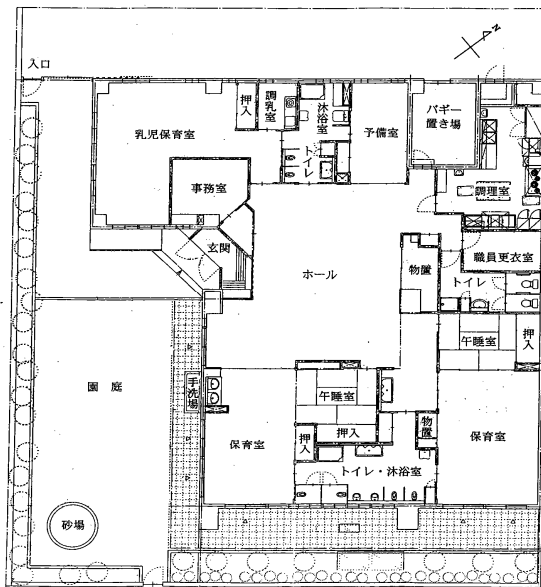 N
入口
乳児保育室
押入
調乳室
沐浴室
トイレ
予備室
バギー
置き場
調理室
事務室
玄関
ホール
物置
職員更衣室
トイレ
午睡室
押入
園庭
手洗場
午睡室
押入
保育室
押入
物置
保育室
トイレ・沐浴室
砂場